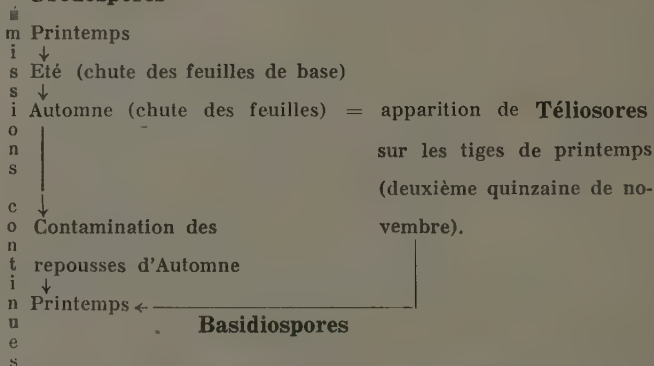 émissions continues
Printemps
Eté (chute des feuilles de base)
Automne (chute des feuilles) = apparition de Téliosores
sur les tiges de printemps
(deuxième quinzaine de no-
vembre).
Contamination des
repousses d'Automne
Printemps
Basidiospores